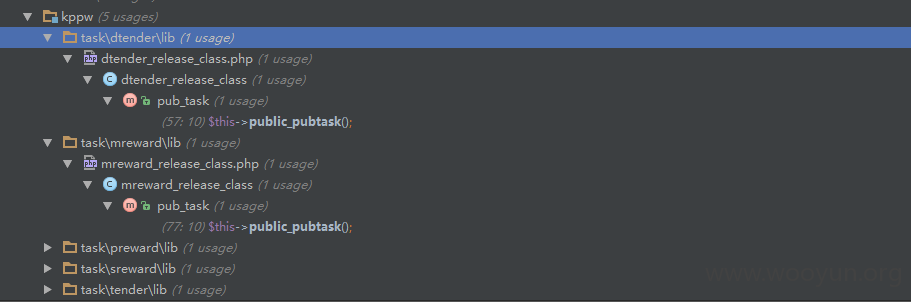 kppw (5 usages)
task\dtender\lib (1 usage)
dtender_release_class.php (1 usage)
dtender_release_class (1 usage)
pub_task (1 usage)
(57: 10) $this->public_pubtask();
task\mreward\lib (1 usage)
mreward_release_class.php (1 usage)
mreward_release_class (1 usage)
pub_task (1 usage)
(77: 10) $this->public_pubtask();
task\preward\lib (1 usage)
task\sreward\lib (1 usage)
task\tender\lib (1 usage)
www.wooyun.org